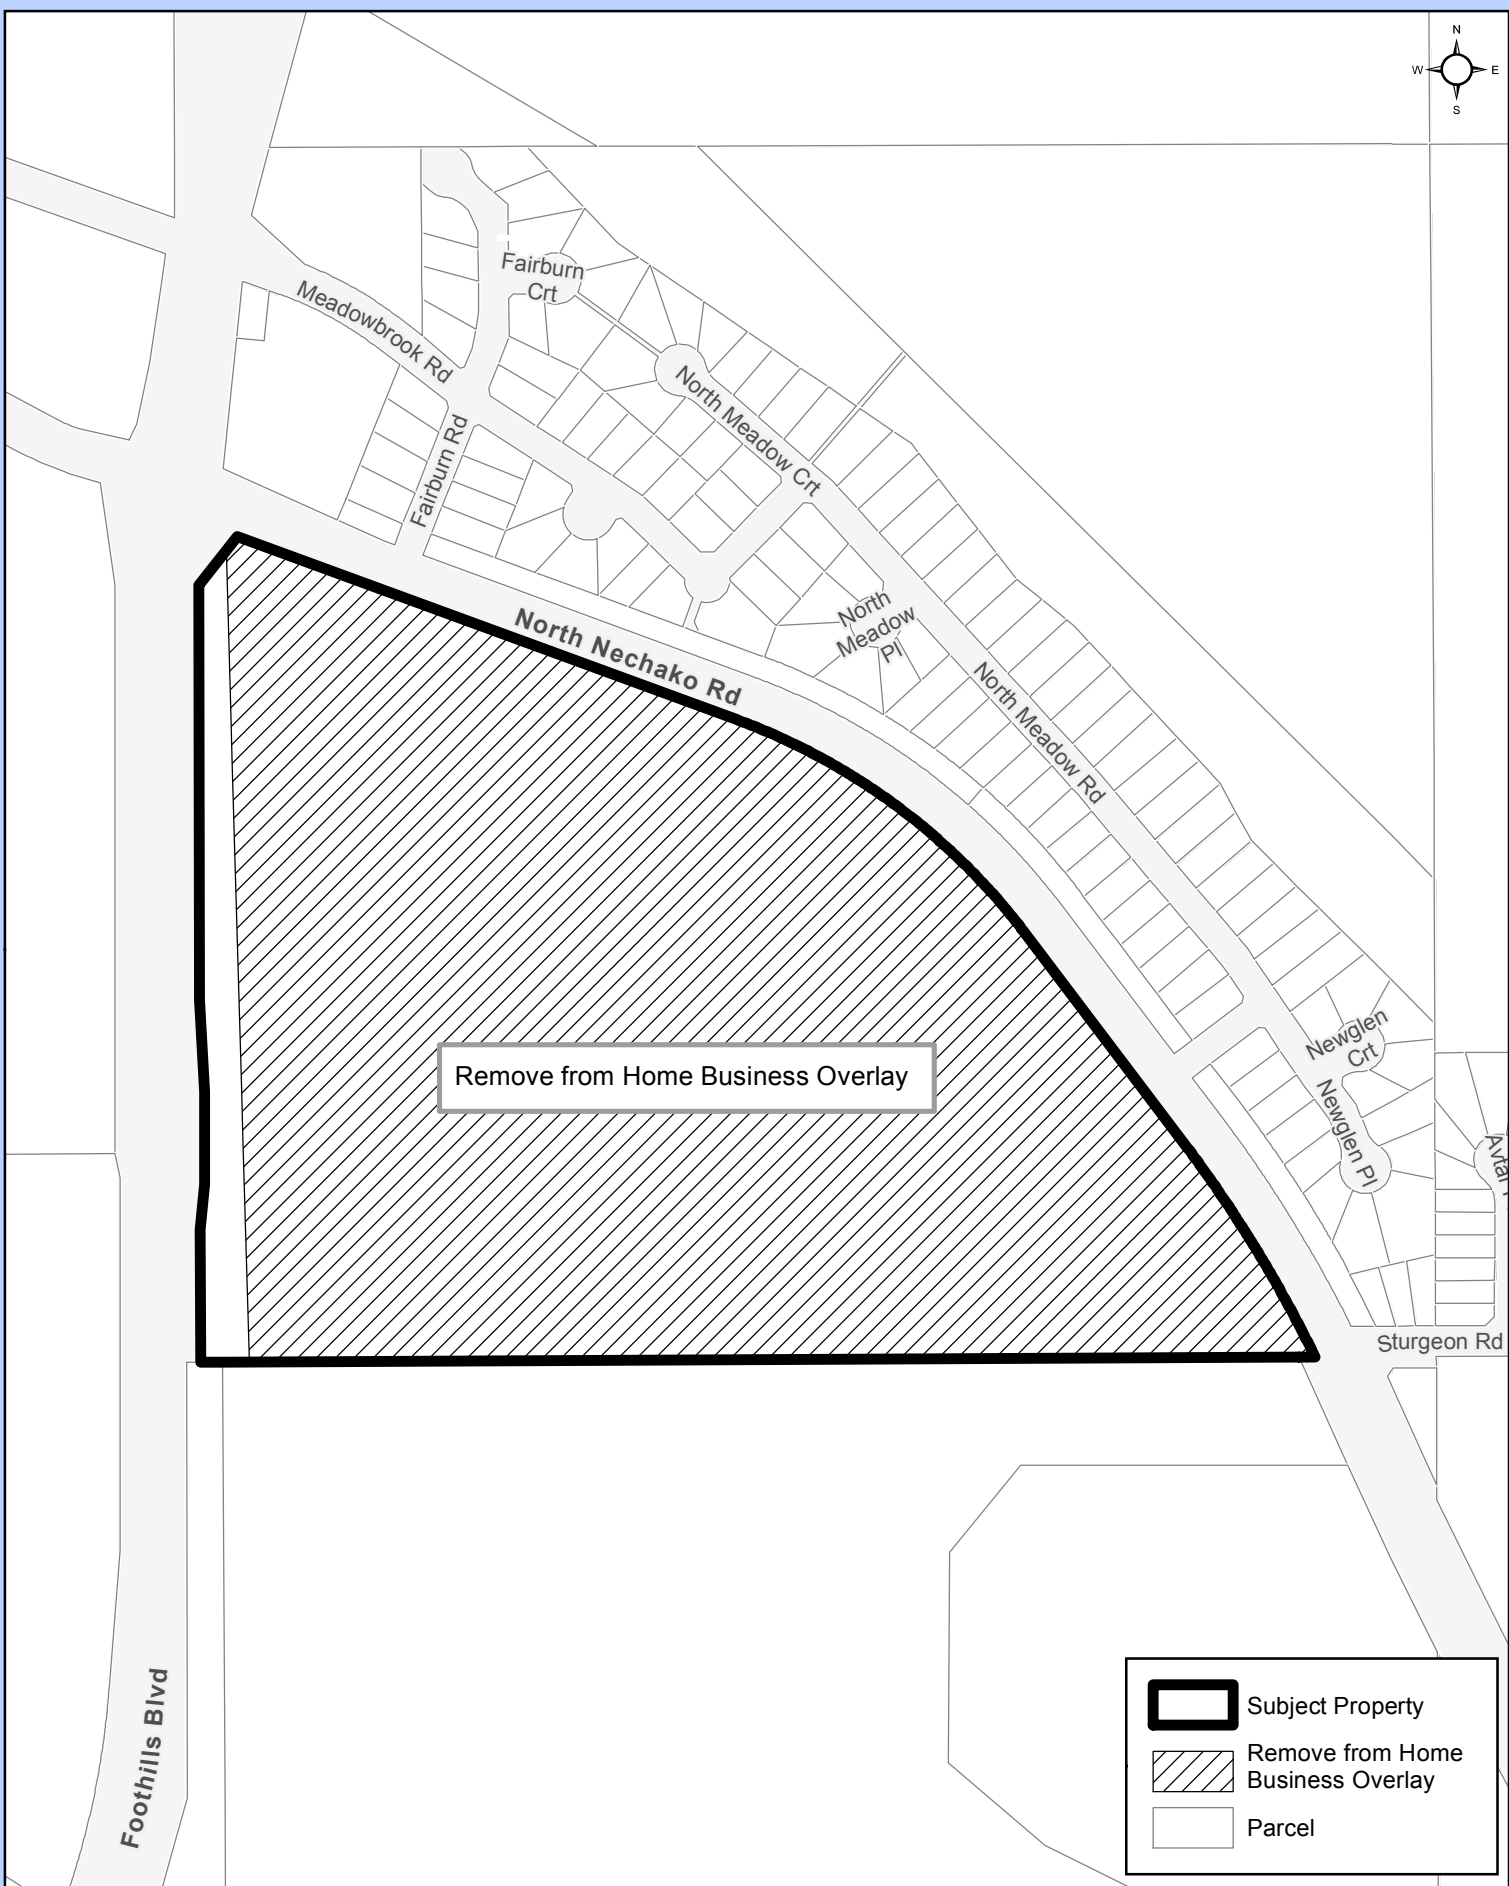 N
W E
S
Fairburn
Crt
Meadowbrook Rd
North Meadow Crt
Fairburn Rd
North
Meadow
Pl
North Nechako Rd
North Meadow Rd
Newglen
Crt
Remove from Home Business Overlay
Newglen Pl
Sturgeon Rd
Foothills Blvd
Subject Property
Remove from Home
Business Overlay
Parcel